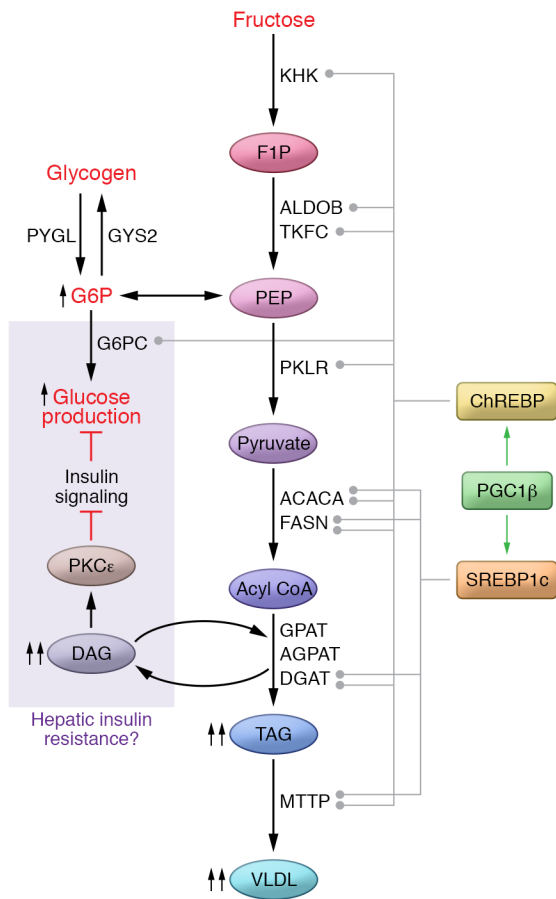 Fructose
KHK
F1P
Glycogen
ALDOB
TKFC
PYGL
GYS2
G6P
PEP
G6PC
PKLR
Glucose
production
ChREBP
Pyruvate
Insulin
signaling
ACACA
FASN
PGC1β
PKCε
SREBP1c
Acyl CoA
GPAT
AGPAT
DGAT
DAG
Hepatic insulin
resistance?
TAG
MTTP
VLDL